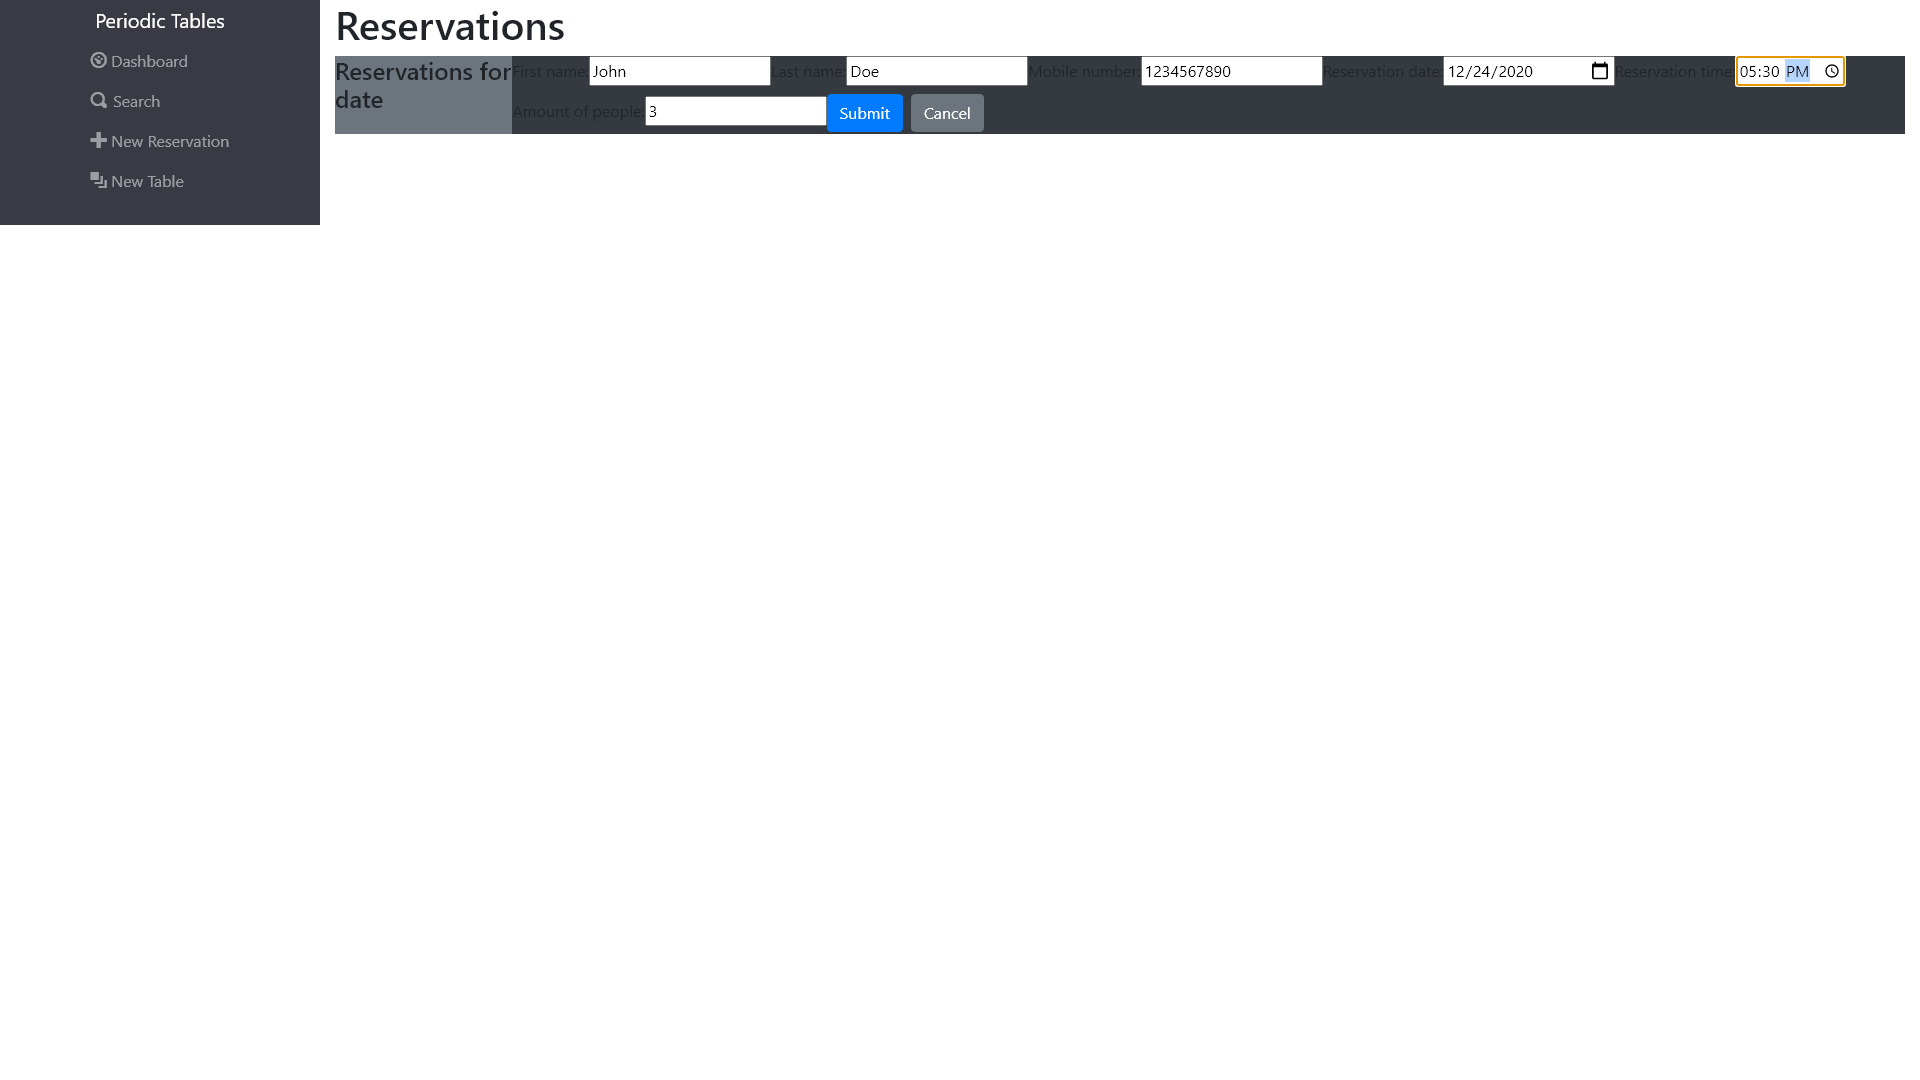 Periodic Tables
Dashboard
Search
New Reservation
New Table
Reservations
Reservations for
date
First name: John Last name: Doe Mobile number: 1234567890 Reservation date: 12/24/2020 Reservation time: 05:30 PM
Amount of people: 3 Submit Cancel